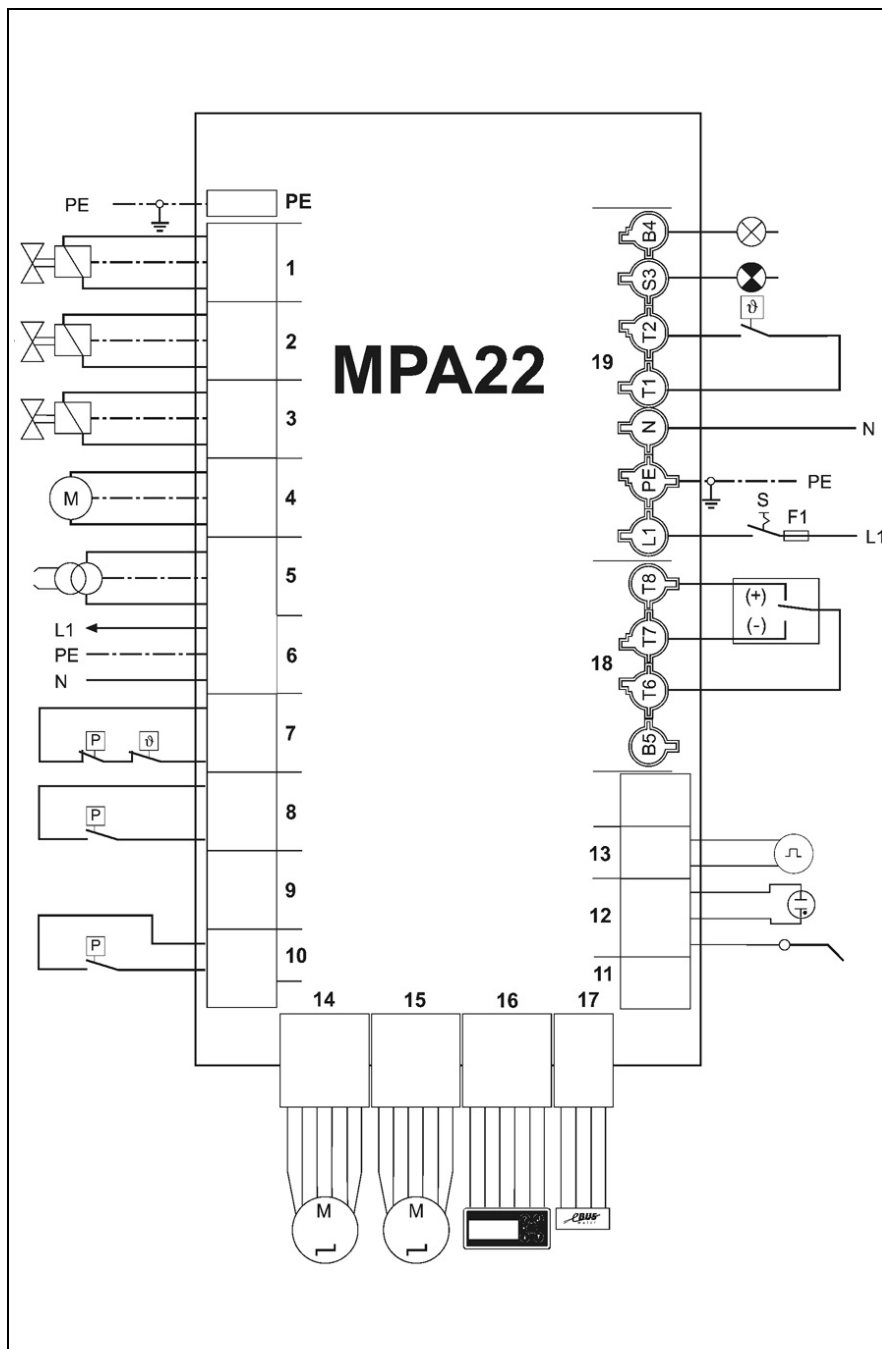 MPA22
PE
PE
1
2
3
M
4
5
L1
PE
N
6
P
ϑ
7
P
8
9
P
10
B4
S3
T2
ϑ
19
T1
N
N
PE
PE
S
F1
L1
L1
T8
(+)
(-)
T7
18
T6
B5
13
12
11
14
15
16
17
M
M
eBUS